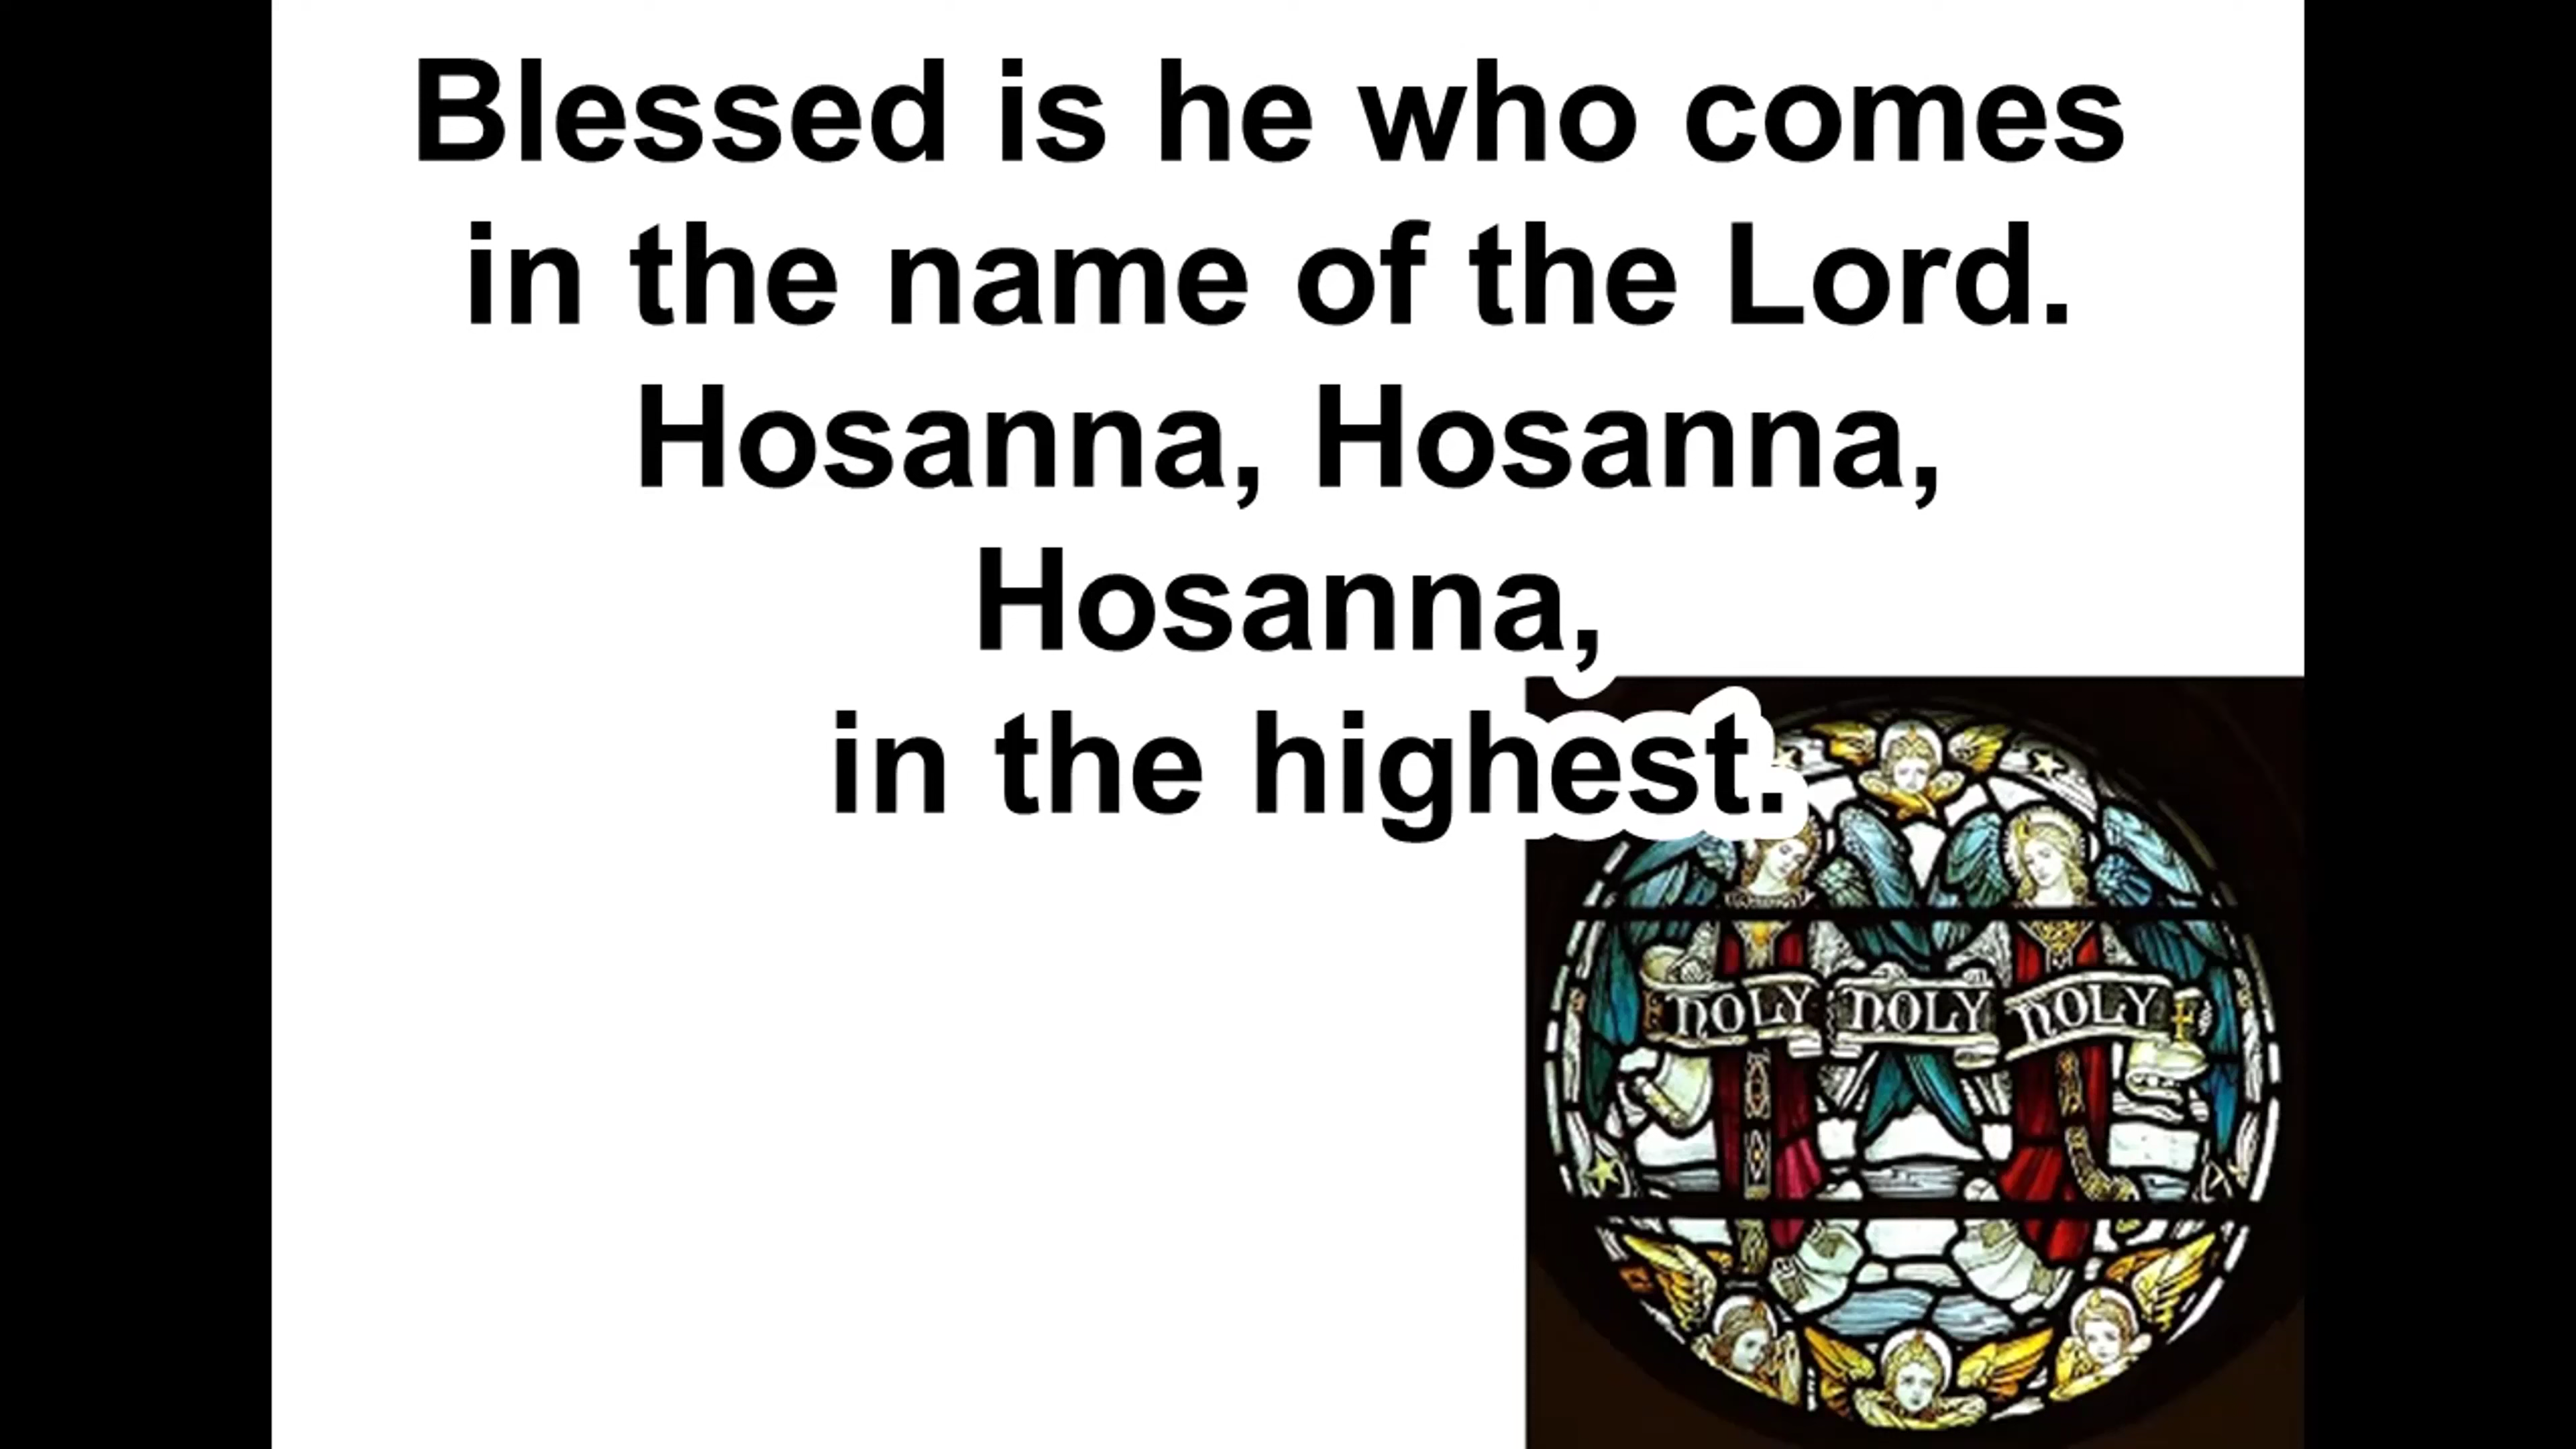 Blessed is he who comes
in the name of the Lord.
Hosanna, Hosanna,
Hosanna,
in the highest.
HOLY HOLY HOLY